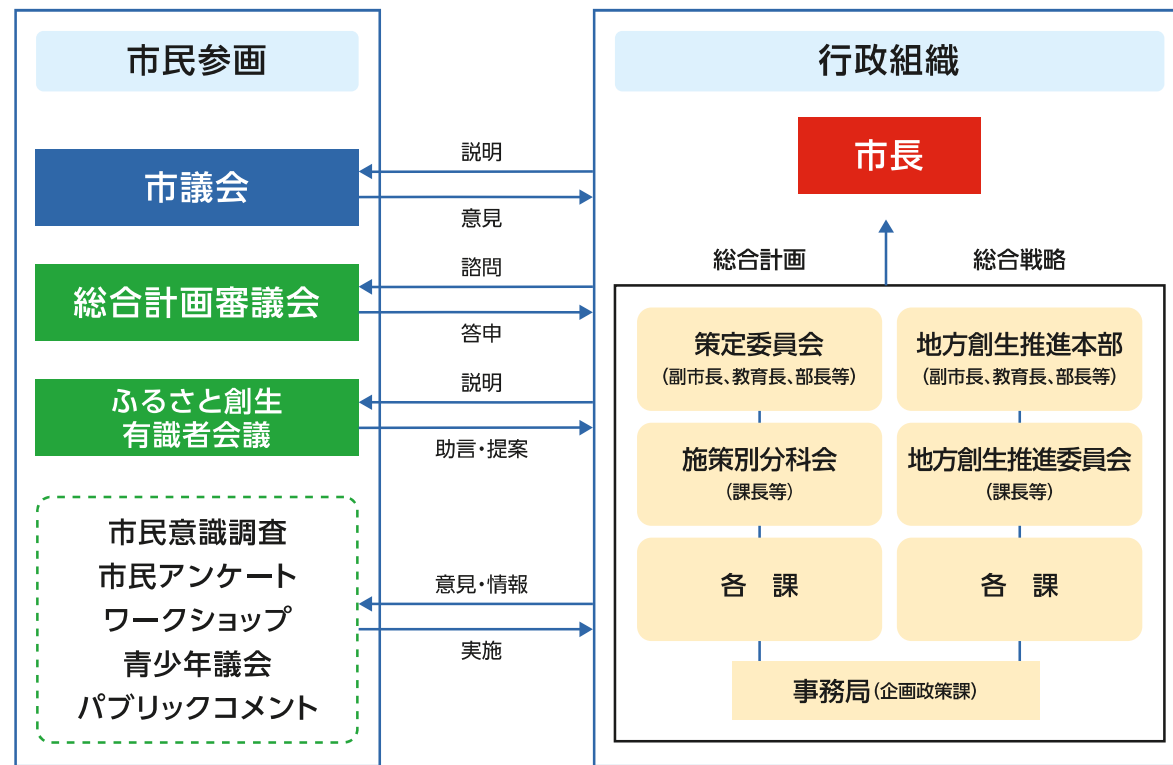 市民参画
市議会
総合計画審議会
ふるさと創生
有識者会議
市民意識調査
市民アンケート
ワークショップ
青少年議会
パブリックコメント
説明
意見
諮問
答申
説明
助言・提案
意見・情報
実施
行政組織
市長
総合計画
総合戦略
策定委員会
（副市長、教育長、部長等）
地方創生推進本部
（副市長、教育長、部長等）
施策別分科会
（課長等）
地方創生推進委員会
（課長等）
各　課
各　課
事務局（企画政策課）